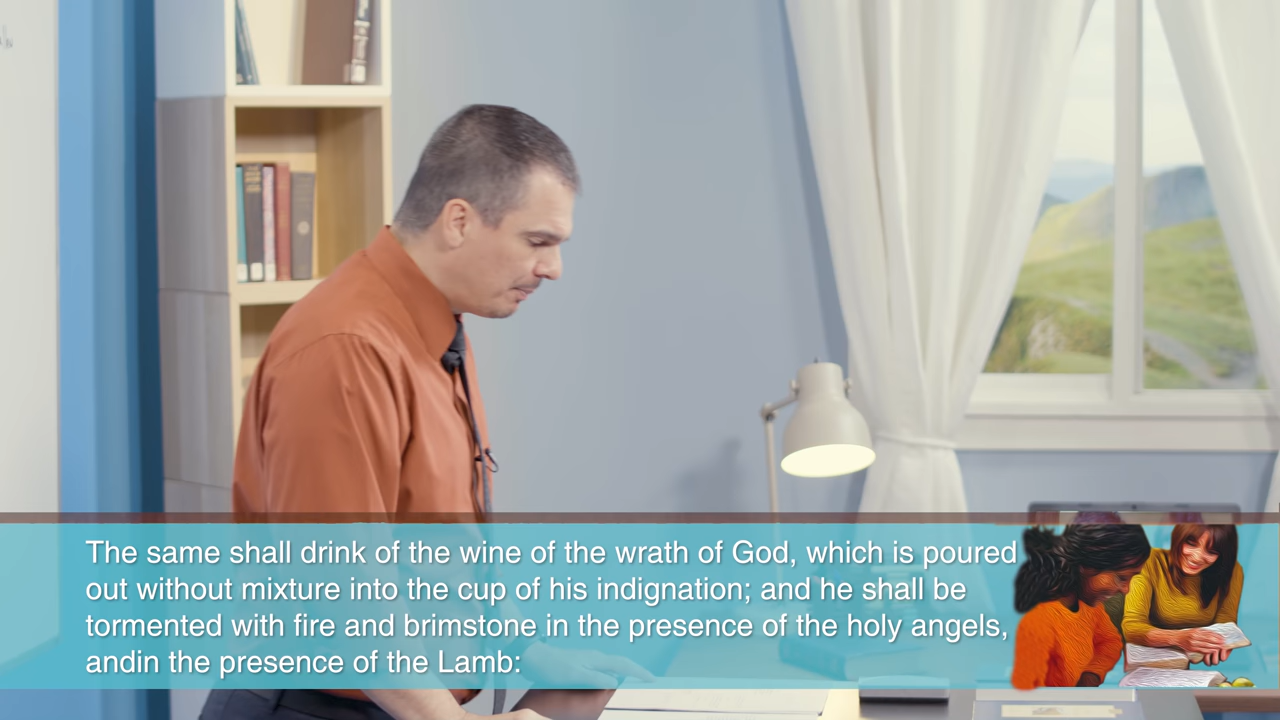 The same shall drink of the wine of the wrath of God, which is poured
out without mixture into the cup of his indignation; and he shall be
tormented with fire and brimstone in the presence of the holy angels,
andin the presence of the Lamb: